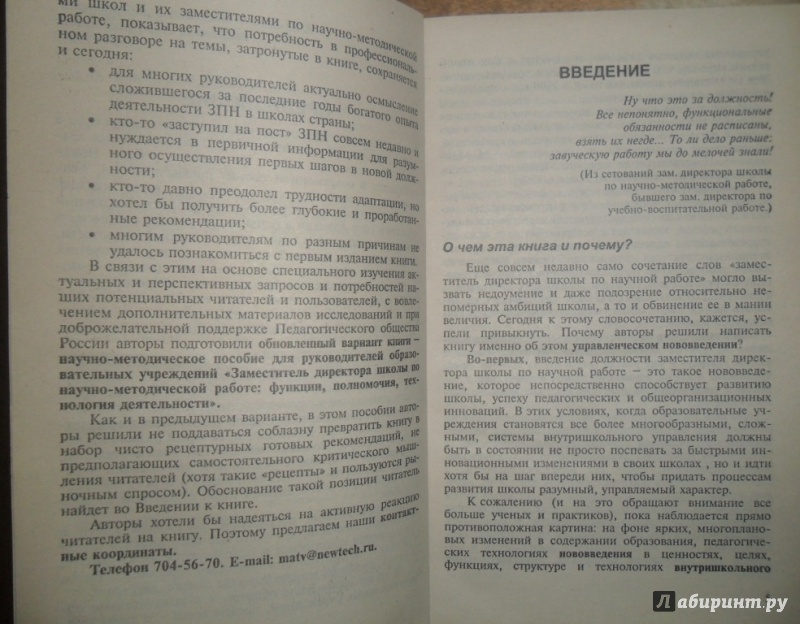 ми школ и их заместителями по научно-методической
работе, показывает, что потребность в профессиональ-
ном разговоре на темы, затронутые в книге, сохраняется
и сегодня:
• для многих руководителей актуально осмысление
сложившегося за последние годы богатого опыта
деятельности ЗПН в школах страны;
• кто-то «заступил на пост» ЗПН совсем недавно и
нуждается в первичной информации для разум-
ного осуществления первых шагов в новой долж-
ности;
• кто-то давно преодолел трудности адаптации, но
хотел бы получить более глубокие и проработан-
ные рекомендации;
• многим руководителям по разным причинам не
удалось познакомиться с первым изданием книги.
В связи с этим на основе специального изучения ак-
туальных и перспективных запросов и потребностей на-
ших потенциальных читателей и пользователей, с вовле-
чением дополнительных материалов исследований и при
доброжелательной поддержке Педагогического общества
России авторы подготовили обновленный вариант книги –
научно-методическое пособие для руководителей образо-
вательных учреждений «Заместитель директора школы по
научно-методической работе: функции, полномочия, тех-
нология деятельности».
Как и в предыдущем варианте, в этом пособии авто-
ры решили не поддаваться соблазну превратить книгу в
набор чисто рецептурных готовых рекомендаций, не
предполагающих самостоятельного критического мыш-
ления читателей (хотя такие «рецепты» и пользуются ры-
ночным спросом). Обоснование такой позиции читатель
найдет во Введении к книге.
Авторы хотели бы надеяться на активную реакцию
читателей на книгу. Поэтому предлагаем наши контакт-
ные координаты.
Телефон 704-56-70. E-mail: matv@newtech.ru.
ВВЕДЕНИЕ
Ну что это за должность!
Все непонятно, функциональные
обязанности не расписаны,
взять их негде... То ли дело раньше:
завуческую работу мы до мелочей знали!
(Из сетований зам. директора школы
по научно-методической работе,
бывшего зам. директора по
учебно-воспитательной работе.)
О чем эта книга и почему?
Еще совсем недавно само сочетание слов «замес-
титель директора школы по научной работе» могло вы-
звать недоумение и даже подозрение относительно не-
померных амбиций школы, а то и обвинение ее в мании
величия. Сегодня к этому словосочетанию, кажется, ус-
пели привыкнуть. Почему авторы решили написать
книгу именно об этом управленческом нововведении?
Во-первых, введение должности заместителя дирек-
тора школы по научной работе – это такое нововведе-
ние, которое непосредственно способствует развитию
школы, успеху педагогических и общеорганизационных
инноваций. В этих условиях, когда образовательные уч-
реждения становятся все более многообразными, слож-
ными, системы внутришкольного управления должны
быть в состоянии не просто поспевать за быстрыми ин-
новационными изменениями в своих школах , но и идти
хотя бы на шаг впереди них, чтобы придать процессам
развития школы разумный, управляемый характер.
К сожалению (и на это обращают внимание все
больше ученых и практиков), пока наблюдается прямо
противоположная картина: на фоне ярких, многоплано-
вых изменений в содержании образования, педагогичес-
ческих технологиях нововведения в ценностях, целях,
функциях, структуре и технологиях внутришкольного
Лабиринт.ру